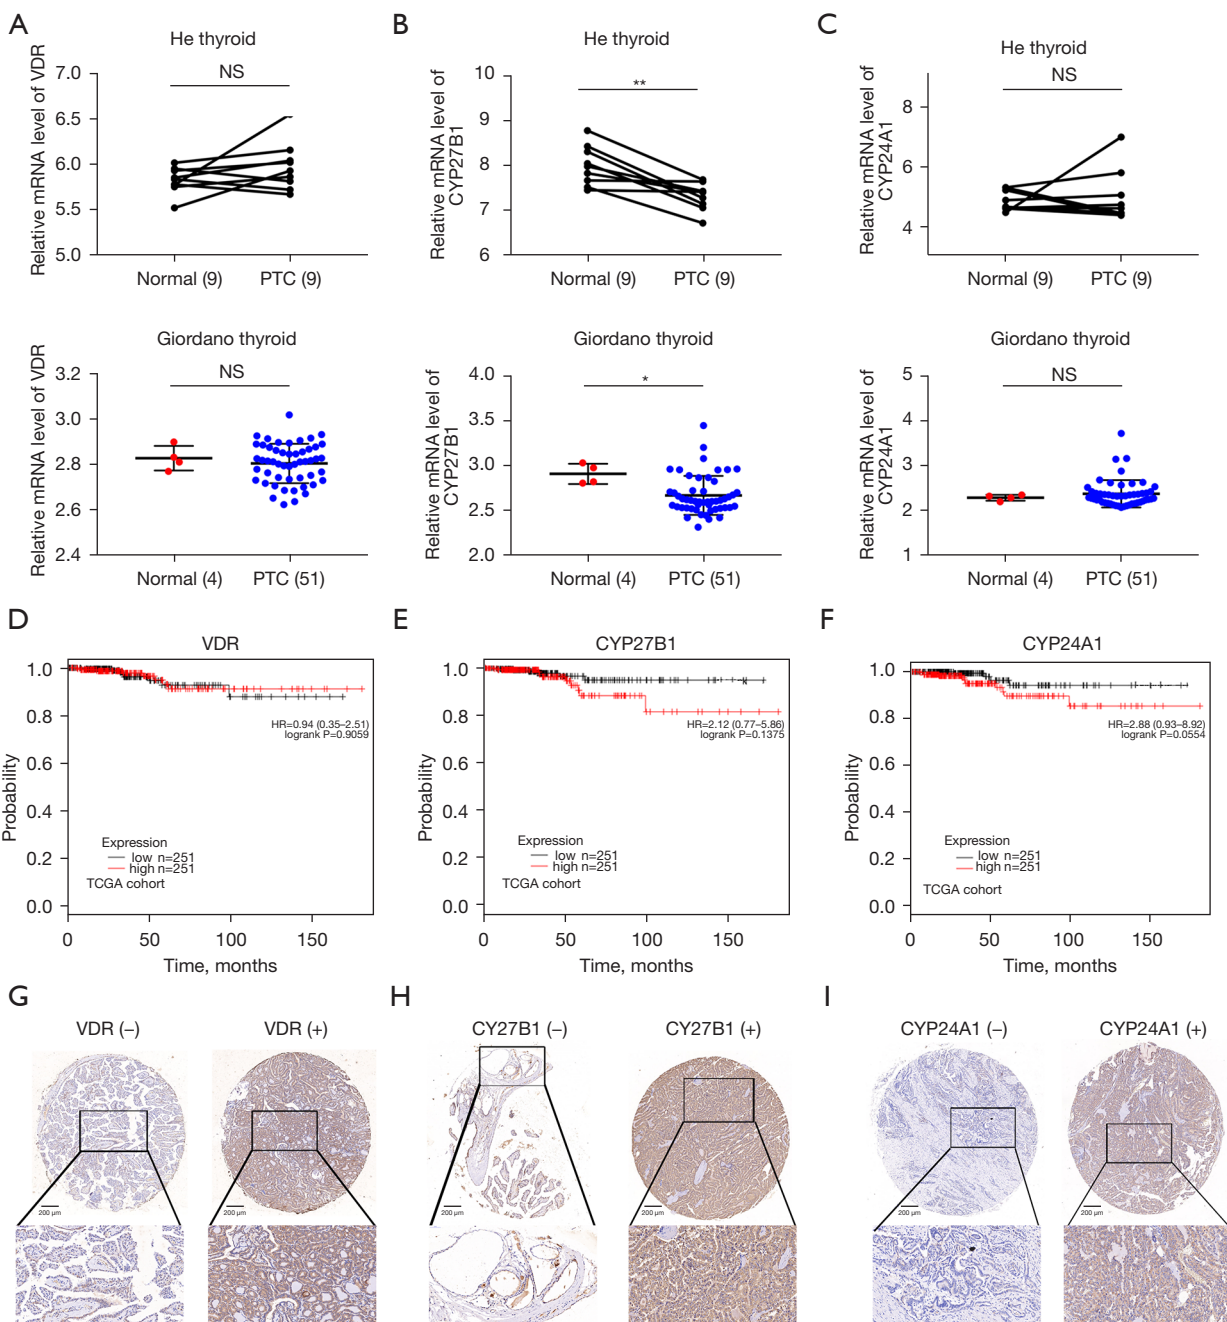 A
He thyroid
NS
Relative mRNA level of VDR
7.0
6.5
6.0
5.5
5.0
Normal (9) PTC (9)
B
He thyroid
**
Relative mRNA level of
CYP27B1
10
9
8
7
6
Normal (9) PTC (9)
C
He thyroid
NS
Relative mRNA level of
CYP24A1
8
6
4
Normal (9) PTC (9)
Giordano thyroid
NS
Relative mRNA level of VDR
3.2
3.0
2.8
2.6
2.4
Normal (4) PTC (51)
Giordano thyroid
*
Relative mRNA level of
CYP27B1
4.0
3.5
3.0
2.5
2.0
Normal (4) PTC (51)
Giordano thyroid
NS
Relative mRNA level of
CYP24A1
5
4
3
2
1
Normal (4) PTC (51)
D
VDR
Probability
1.0
0.8
0.6
0.4
0.2
0.0
HR=0.94 (0.35–2.51)
logrank P=0.9059
Expression
low n=251
high n=251
TCGA cohort
0 50 100 150
Time, months
E
CYP27B1
Probability
1.0
0.8
0.6
0.4
0.2
0.0
HR=2.12 (0.77–5.86)
logrank P=0.1375
Expression
low n=251
high n=251
TCGA cohort
0 50 100 150
Time, months
F
CYP24A1
Probability
1.0
0.8
0.6
0.4
0.2
0.0
HR=2.88 (0.93–8.92)
logrank P=0.0554
Expression
low n=251
high n=251
TCGA cohort
0 50 100 150
Time, months
G
VDR (–) VDR (+)
200 μm 200 μm
H
CY27B1 (–) CY27B1 (+)
200 μm 200 μm
I
CYP24A1 (–) CYP24A1 (+)
200 μm 200 μm